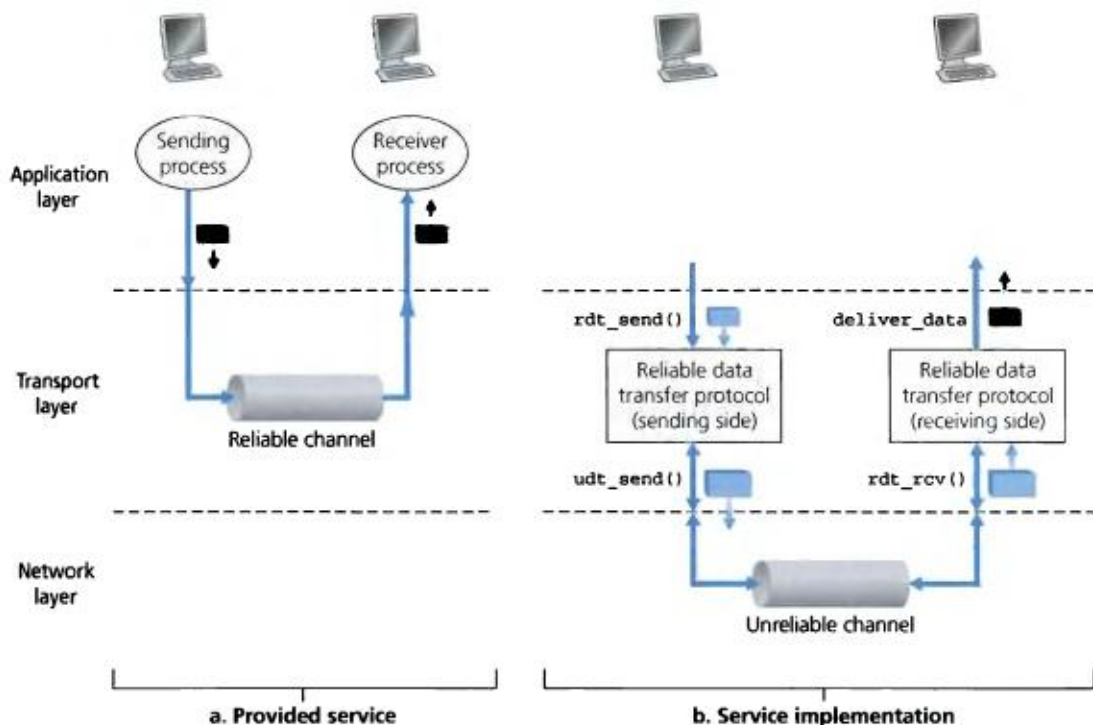 Application
layer
Sending
process
Receiver
process
Transport
layer
Reliable channel
Network
layer
a. Provided service
rdt_send()
deliver_data
Reliable data
transfer protocol
(sending side)
Reliable data
transfer protocol
(receiving side)
udt_send()
rdt_rcv()
Unreliable channel
b. Service implementation